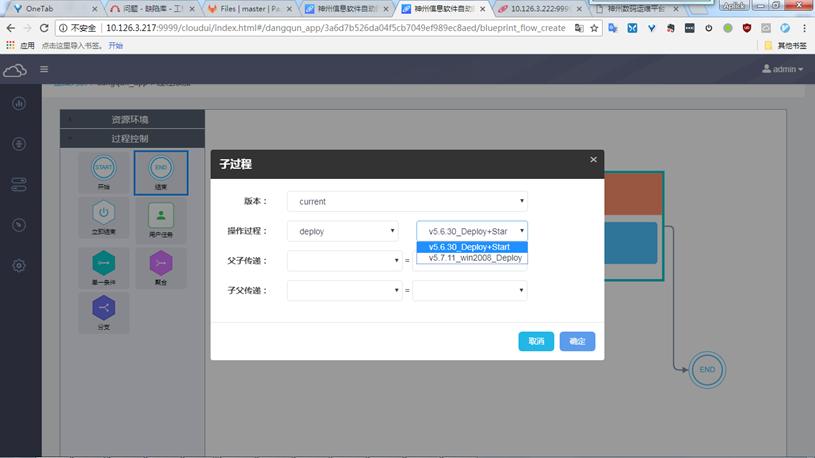 OneTab
问题 - 缺陷库 - 工
Files | master | Pa
神州信息软件自动
神州信息软件自动
10.126.3.222:999
神州数码运维平台
Aplick
不安全
10.126.3.217:9999/cloudui/index.html#/dangqun_app/3a6d7b526da04f5cb7049ef989ec8aed/blueprint_flow_create
应用
点击这里导入书签。
开始
其他书签
admin
资源环境
过程控制
START
开始
END
结束
立即结束
用户任务
单一条件
聚合
分支
子过程
×
版本：
current
操作过程：
deploy
v5.6.30_Deploy+Star
v5.6.30_Deploy+Start
v5.7.11_win2008_Deploy
父子传递：
=
子父传递：
=
取消
确定
END